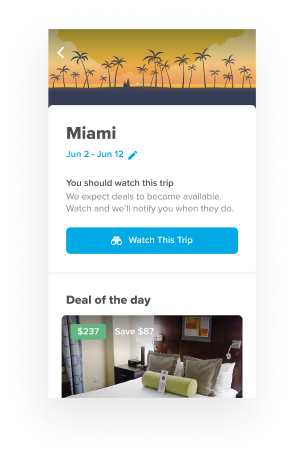 Miami
Jun 2 - Jun 12
You should watch this trip
We expect deals to become available.
Watch and we'll notify you when they do.
Watch This Trip
Deal of the day
$237 Save $87